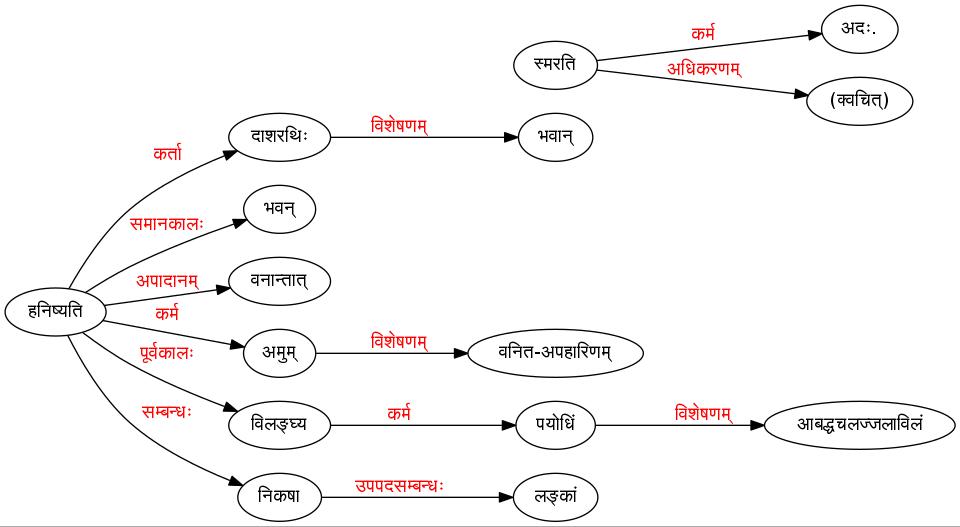 स्मरति
कर्म
अदः.
अधिकरणम्
(क्वचित्)
हनिष्यति
कर्ता
दाशरथिः
विशेषणम्
भवान्
समानकालः
भवन्
अपादानम्
वनान्तात्
कर्म
अमुम्
विशेषणम्
वनित-अपहारिणम्
पूर्वकालः
विलङ्घ्य
कर्म
पयोधिं
विशेषणम्
आबद्धचलज्जलाविलं
सम्बन्धः
निकषा
उपपदसम्बन्धः
लङ्कां